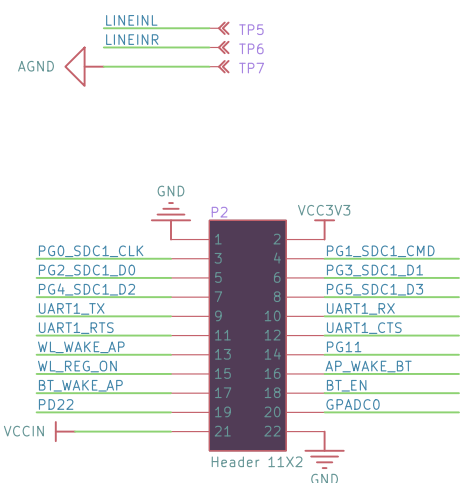 LINEINL
TP5
LINEINR
TP6
AGND
TP7
GND
P2
VCC3V3
1 2
PG0_SDC1_CLK 3 4 PG1_SDC1_CMD
PG2_SDC1_D0 5 6 PG3_SDC1_D1
PG4_SDC1_D2 7 8 PG5_SDC1_D3
UART1_TX 9 10 UART1_RX
UART1_RTS 11 12 UART1_CTS
WL_WAKE_AP 13 14 PG11
WL_REG_ON 15 16 AP_WAKE_BT
BT_WAKE_AP 17 18 BT_EN
PD22 19 20 GPADC0
VCCIN 21 22
Header 11X2
GND